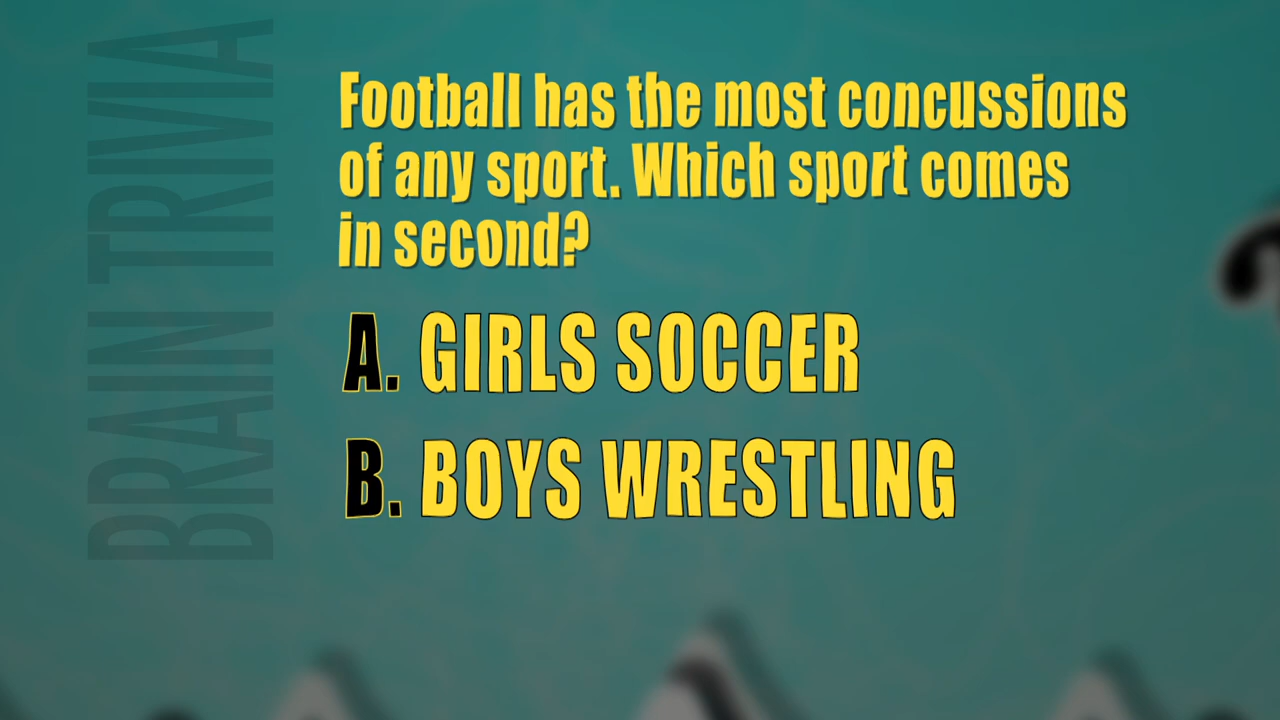 BRAIN TRIVIA
Football has the most concussions
of any sport. Which sport comes
in second?
A. GIRLS SOCCER
B. BOYS WRESTLING